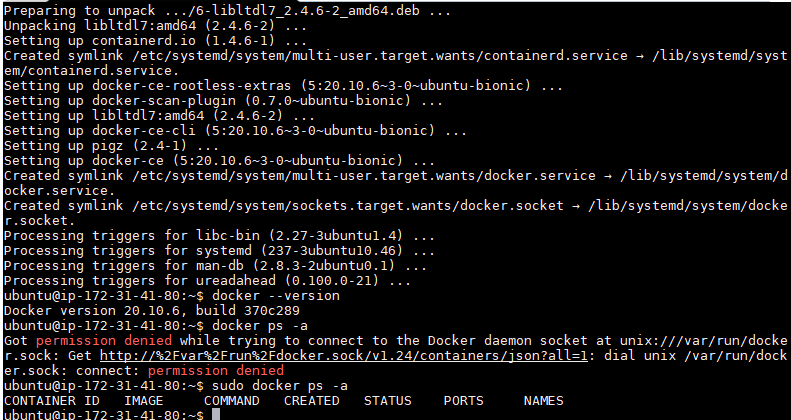 Preparing to unpack .../6-libltdl7_2.4.6-2_amd64.deb ...
Unpacking libltdl7:amd64 (2.4.6-2) ...
Setting up containerd.io (1.4.6-1) ...
Created symlink /etc/systemd/system/multi-user.target.wants/containerd.service → /lib/systemd/syst
em/containerd.service.
Setting up docker-ce-rootless-extras (5:20.10.6~3-0~ubuntu-bionic) ...
Setting up docker-scan-plugin (0.7.0~ubuntu-bionic) ...
Setting up libltdl7:amd64 (2.4.6-2) ...
Setting up docker-ce-cli (5:20.10.6~3-0~ubuntu-bionic) ...
Setting up pigz (2.4-1) ...
Setting up docker-ce (5:20.10.6~3-0~ubuntu-bionic) ...
Created symlink /etc/systemd/system/multi-user.target.wants/docker.service → /lib/systemd/system/d
ocker.service.
Created symlink /etc/systemd/system/sockets.target.wants/docker.socket → /lib/systemd/system/docke
r.socket.
Processing triggers for libc-bin (2.27-3ubuntu1.4) ...
Processing triggers for systemd (237-3ubuntu10.46) ...
Processing triggers for man-db (2.8.3-2ubuntu0.1) ...
Processing triggers for ureadahead (0.100.0-21) ...
ubuntu@ip-172-31-41-80:~$ docker --version
Docker version 20.10.6, build 370c289
ubuntu@ip-172-31-41-80:~$ docker ps -a
Got permission denied while trying to connect to the Docker daemon socket at unix:///var/run/docke
r.sock: Get http://%2Fvar%2Frun%2Fdocker.sock/v1.24/containers/json?all=1: dial unix /var/run/dock
er.sock: connect: permission denied
ubuntu@ip-172-31-41-80:~$ sudo docker ps -a
CONTAINER ID   IMAGE     COMMAND   CREATED   STATUS    PORTS     NAMES
ubuntu@ip-172-31-41-80:~$